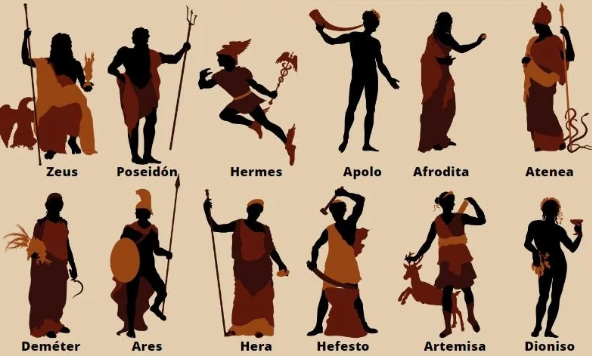 Zeus
Poseidón
Hermes
Apolo
Afrodita
Atenea
Deméter
Ares
Hera
Hefesto
Artemisa
Dioniso